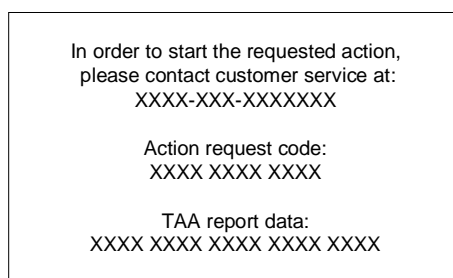 In order to start the requested action,
please contact customer service at:
XXXX-XXX-XXXXXXX
Action request code:
XXXX XXXX XXXX
TAA report data:
XXXX XXXX XXXX XXXX XXXX